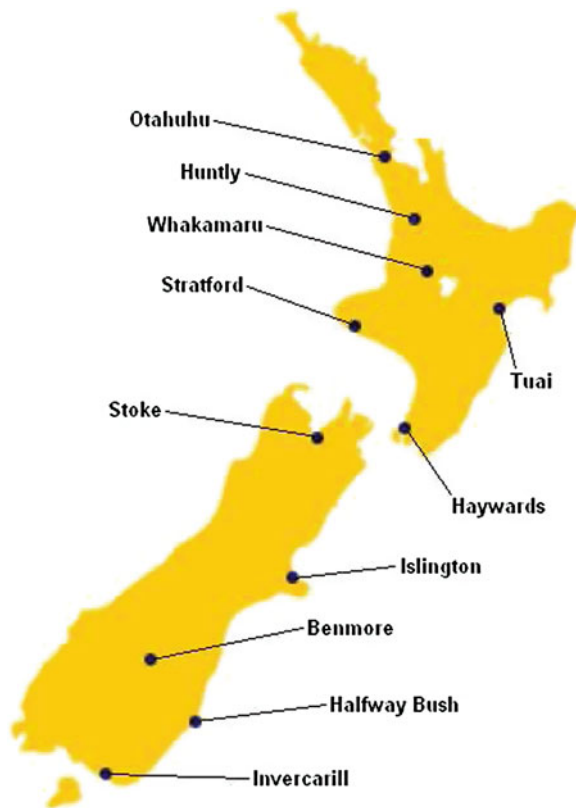 Otahuhu
Huntly
Whakamaru
Stratford
Tuai
Stoke
Haywards
Islington
Benmore
Halfway Bush
Invercarill